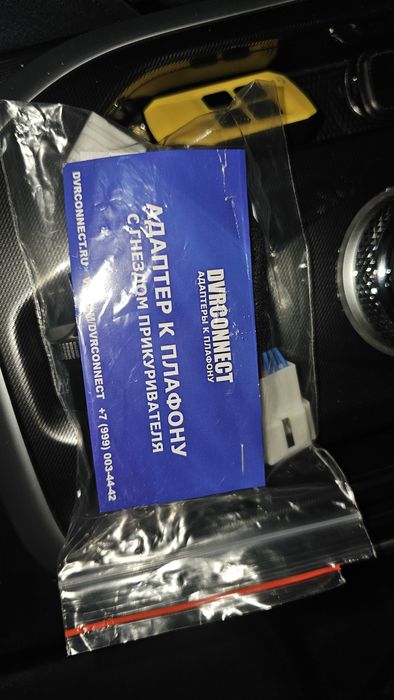 DVRCONNECT
АДАПТЕРЫ К ПЛАФОНУ
АДАПТЕР К ПЛАФОНУ
С ГНЕЗДОМ ПРИКУРИВАТЕЛЯ
DVRCONNECT.RU /DVRCONNECT +7 (999) 003-44-42